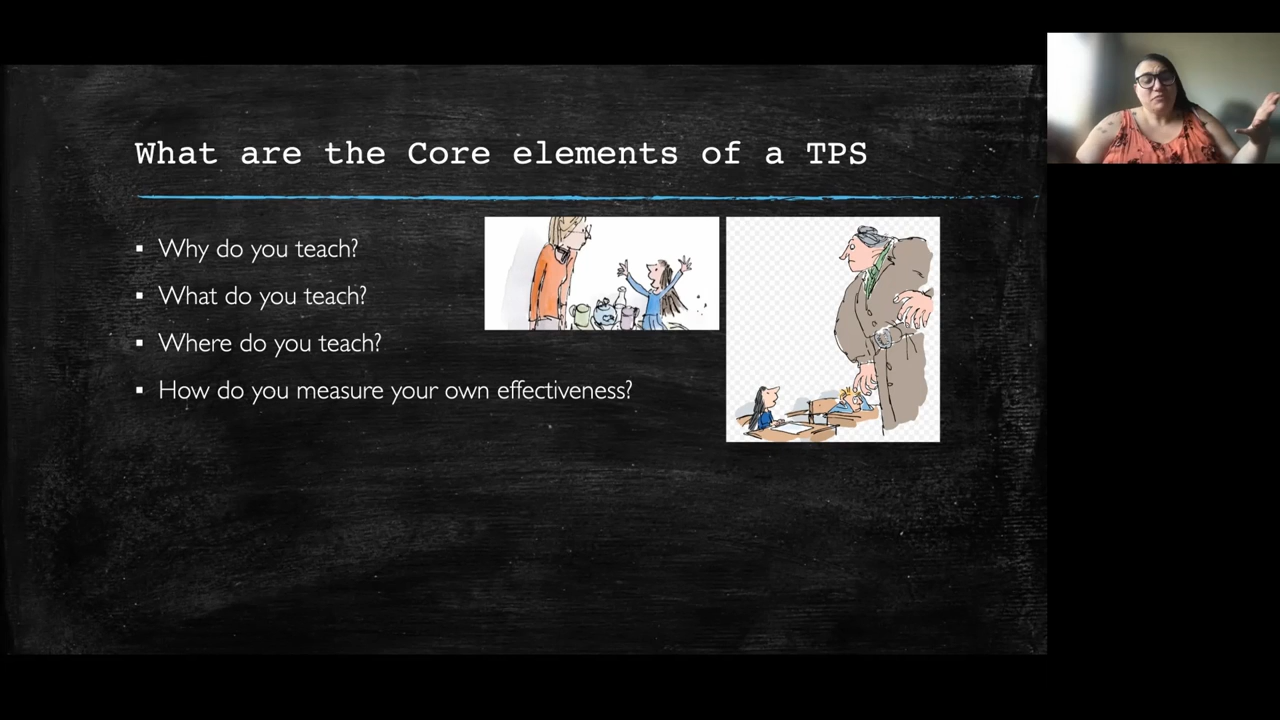 What are the Core elements of a TPS
▪ Why do you teach?
▪ What do you teach?
▪ Where do you teach?
▪ How do you measure your own effectiveness?